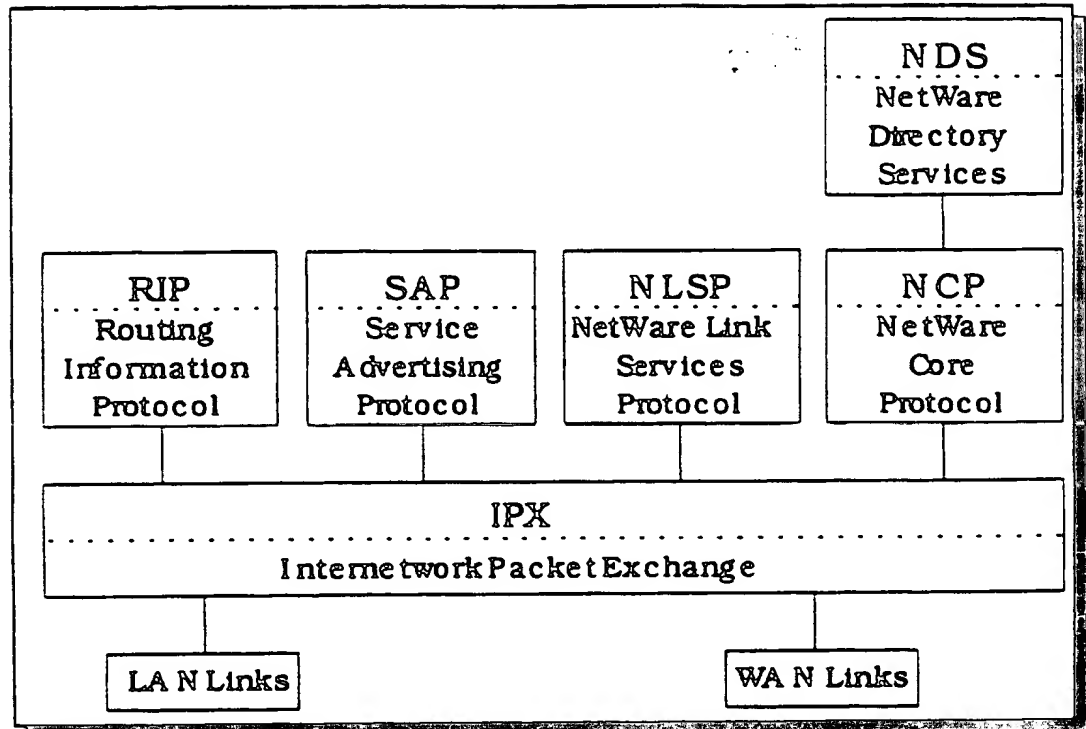 NDS
NetWare
Directory
Services
RIP
Routing
Information
Protocol
SAP
Service
Advertising
Protocol
NLSP
NetWare Link
Services
Protocol
NCP
NetWare
Core
Protocol
IPX
Internetwork Packet Exchange
LAN Links
WAN Links